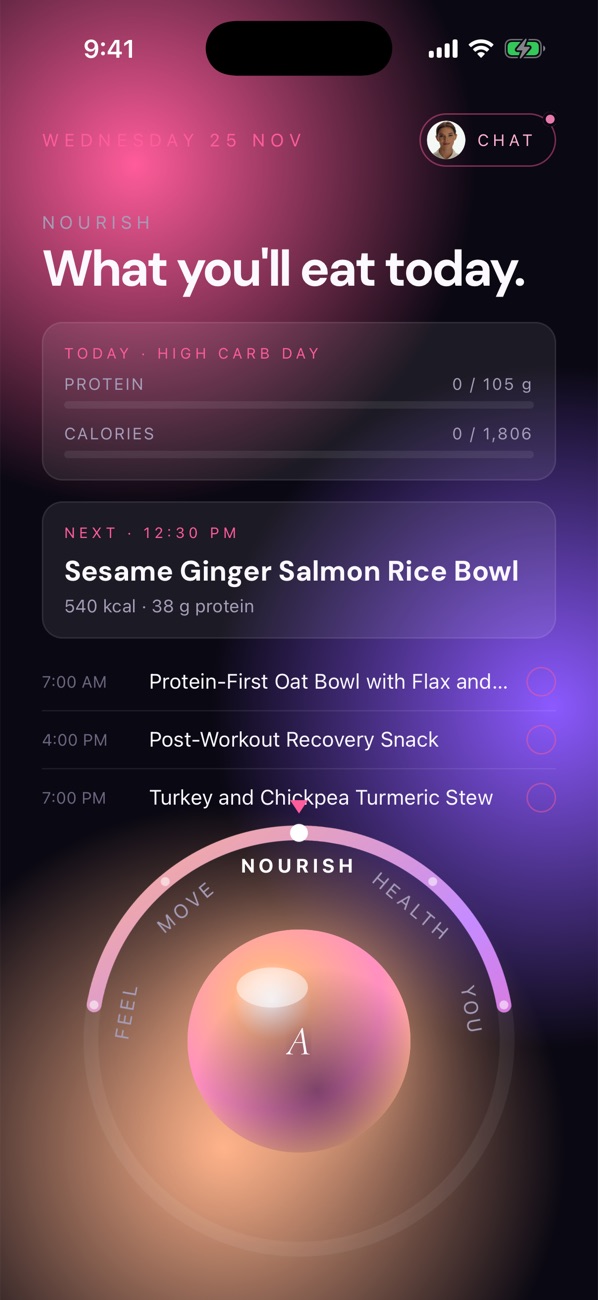 9:41
WEDNESDAY 25 NOV
CHAT
NOURISH
What you'll eat today.
TODAY · HIGH CARB DAY
PROTEIN 0 / 105 g
CALORIES 0 / 1,806
NEXT · 12:30 PM
Sesame Ginger Salmon Rice Bowl
540 kcal · 38 g protein
7:00 AM Protein-First Oat Bowl with Flax and...
4:00 PM Post-Workout Recovery Snack
7:00 PM Turkey and Chickpea Turmeric Stew
FEEL
MOVE
NOURISH
HEALTH
YOU
A